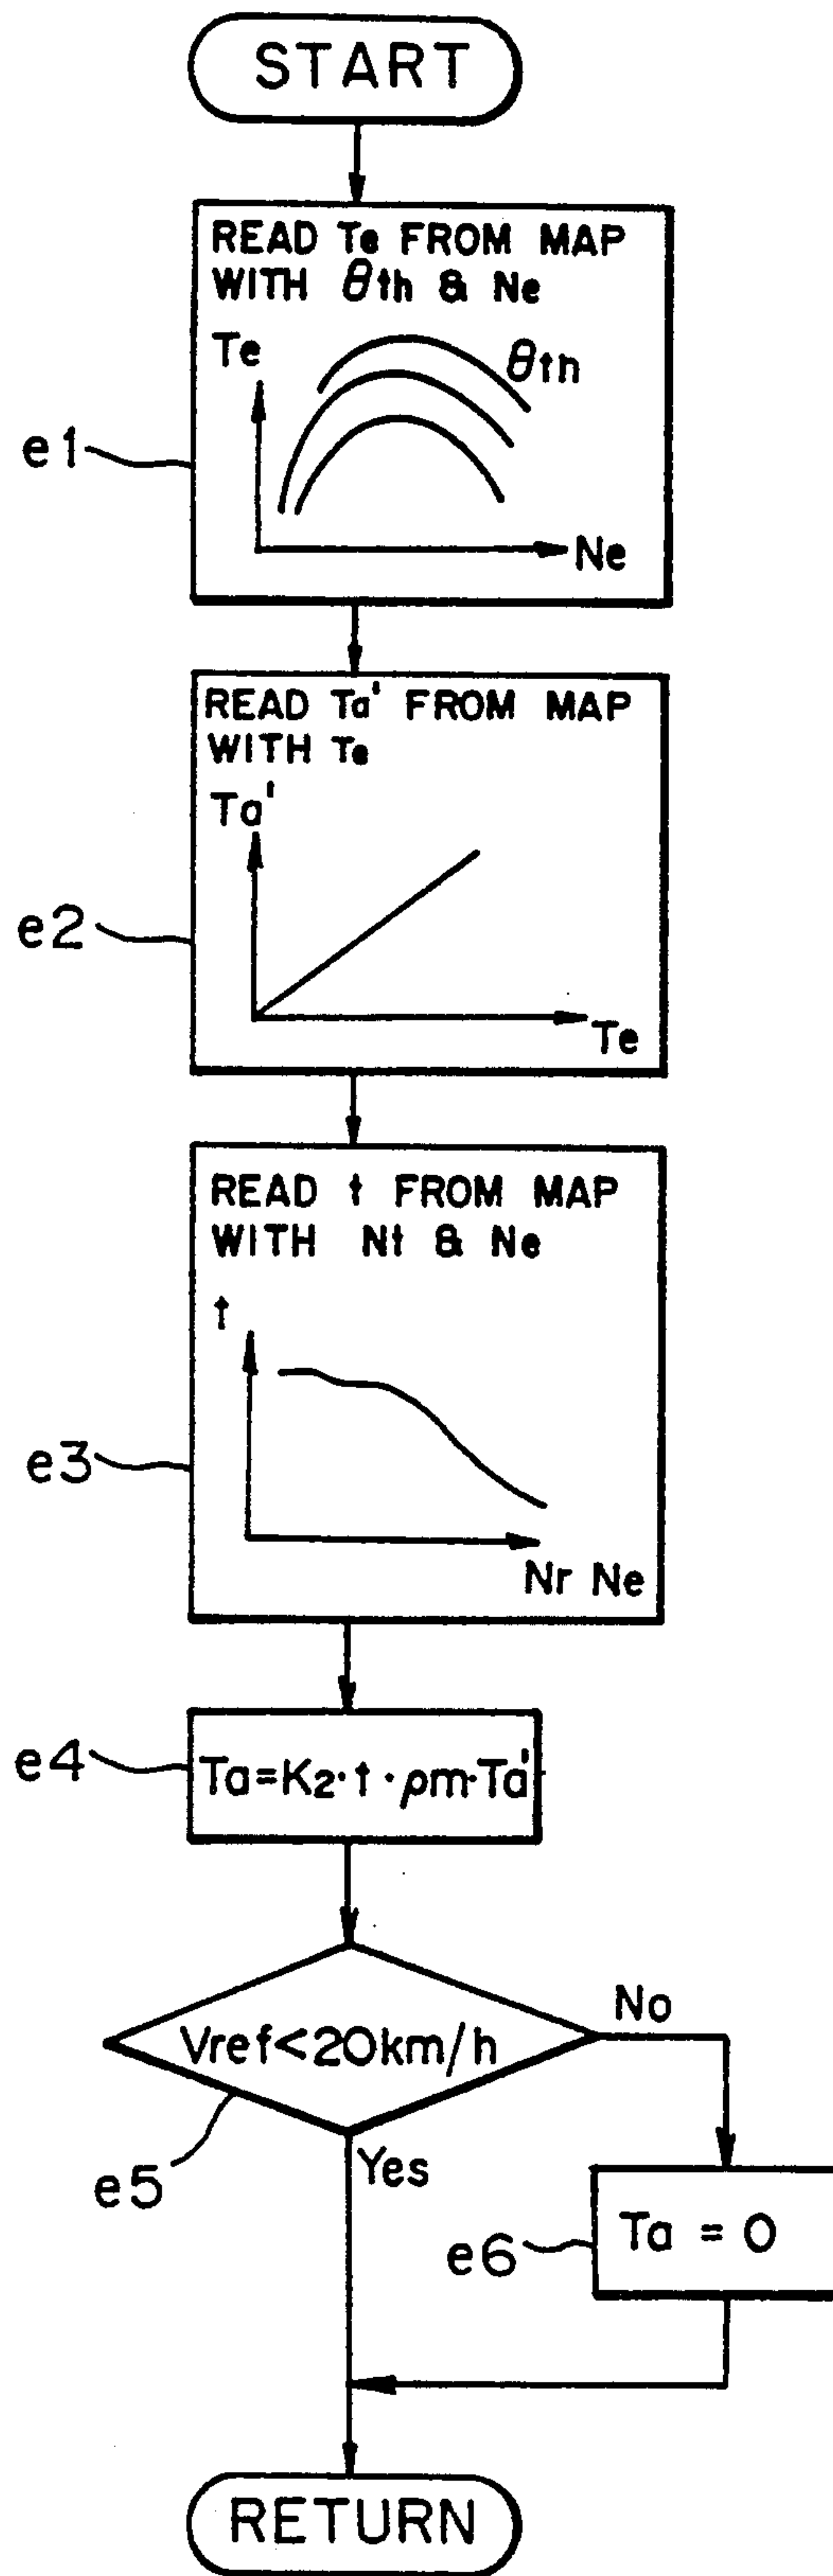 START
READ Te FROM MAP
WITH θth & Ne
Te
θth
e1
Ne
READ Ta' FROM MAP
WITH Te
Ta'
e2
Te
READ t FROM MAP
WITH Nt & Ne
t
e3
Nr Ne
e4
Ta=K2·t·ρm·Ta'
No
Vref<20km/h
Yes
e5
e6
Ta = 0
RETURN